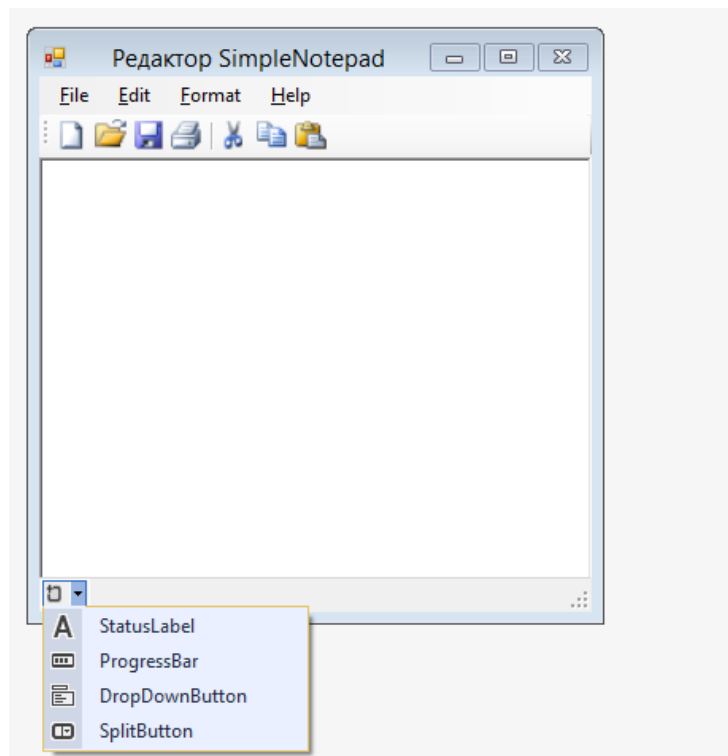 Редактор SimpleNotepad
File Edit Format Help
StatusLabel
ProgressBar
DropDownButton
SplitButton